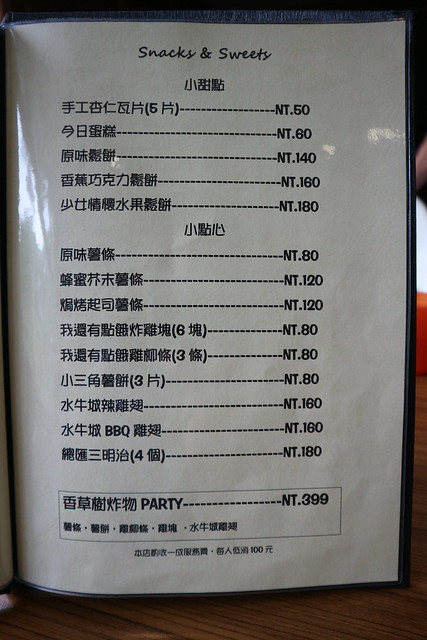 Snacks & Sweets
小甜點
手工杏仁瓦片(5 片)-------------------NT.50
今日蛋糕--------------------------------NT.60
原味鬆餅--------------------------------NT.140
香蕉巧克力鬆餅---------------------NT.160
少女情懷水果鬆餅---------------------NT.180
小點心
原味薯條--------------------------------NT.80
蜂蜜芥末薯條---------------------------NT.120
焗烤起司薯條---------------------------NT.120
我還有點餓炸雞塊(6 塊)---------------NT.80
我還有點餓雞柳條(3 條)---------------NT.80
小三角薯餅(3 片)----------------------NT.80
水牛城辣雞翅---------------------------NT.160
水牛城 BBQ 雞翅-----------------------NT.160
總匯三明治(4 個)----------------------NT.180
香草樹炸物 PARTY------------------NT.399
薯條・薯餅・雞柳條・雞塊・水牛城雞翅
本店酌收一成服務費・每人低消 100 元